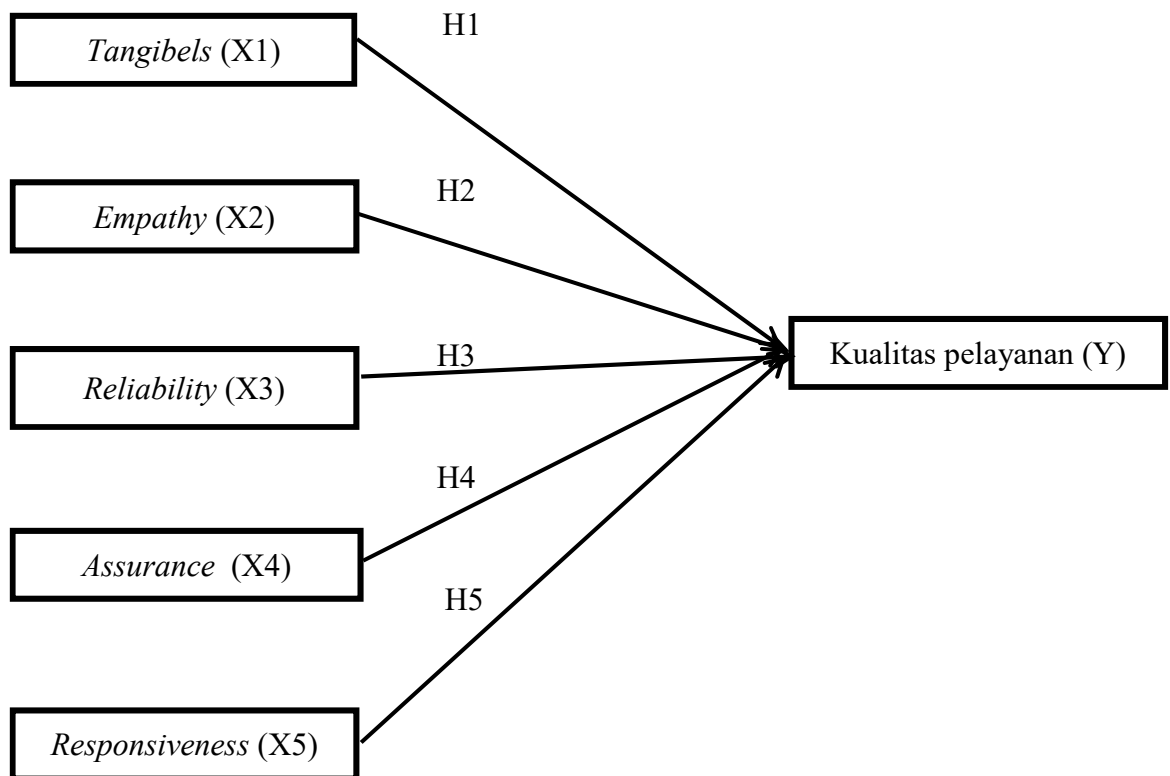 H1
Tangibels (X1)
H2
Empathy (X2)
Kualitas pelayanan (Y)
H3
Reliability (X3)
H4
Assurance (X4)
H5
Responsiveness (X5)